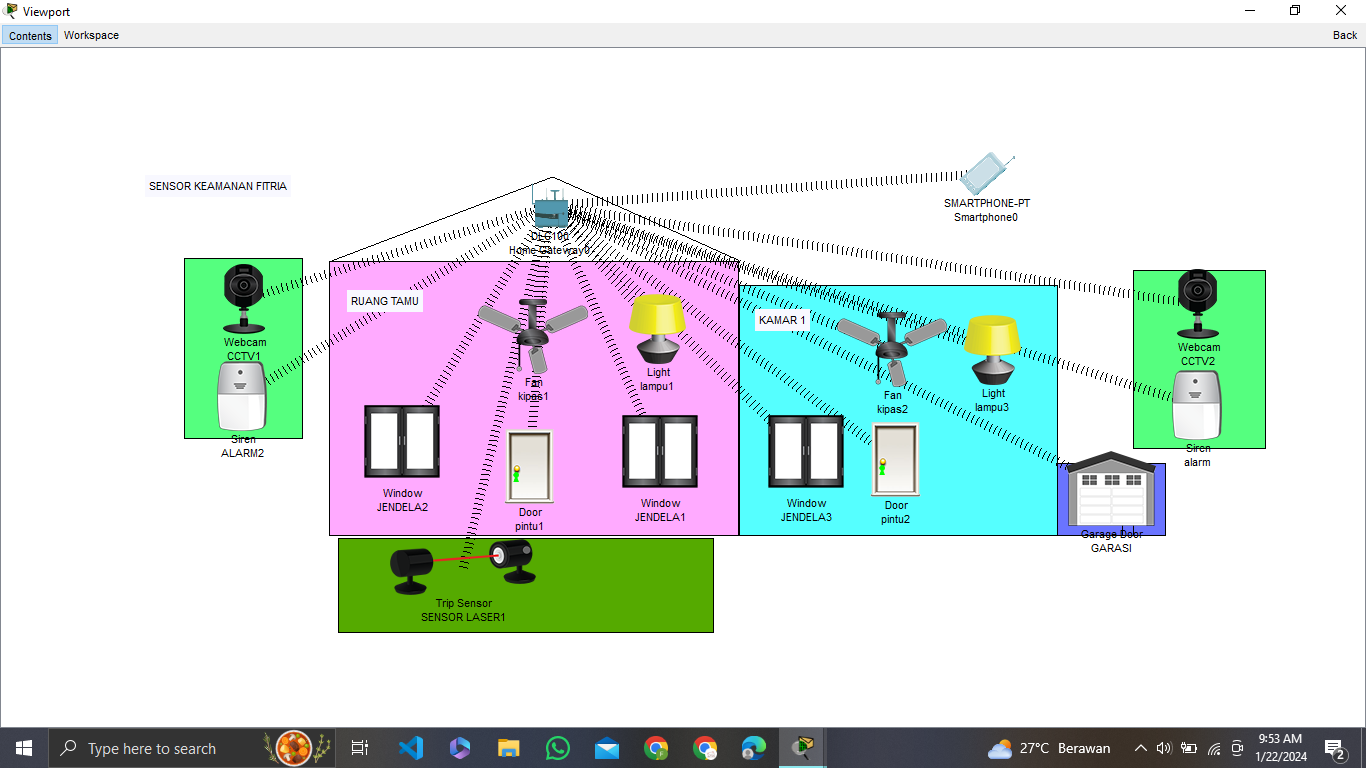 Viewport
Contents Workspace Back
SENSOR KEAMANAN FITRIA
SMARTPHONE-PT
Smartphone0
DLC100
Home Gateway0
RUANG TAMU
KAMAR 1
Webcam
CCTV1
Webcam
CCTV2
Fan
kipas1
Light
lampu1
Fan
kipas2
Light
lampu3
Siren
ALARM2
Siren
alarm
Window
JENDELA2
Door
pintu1
Window
JENDELA1
Window
JENDELA3
Door
pintu2
Garage Door
GARASI
Trip Sensor
SENSOR LASER1
Type here to search
27°C Berawan
9:53 AM
1/22/2024
2